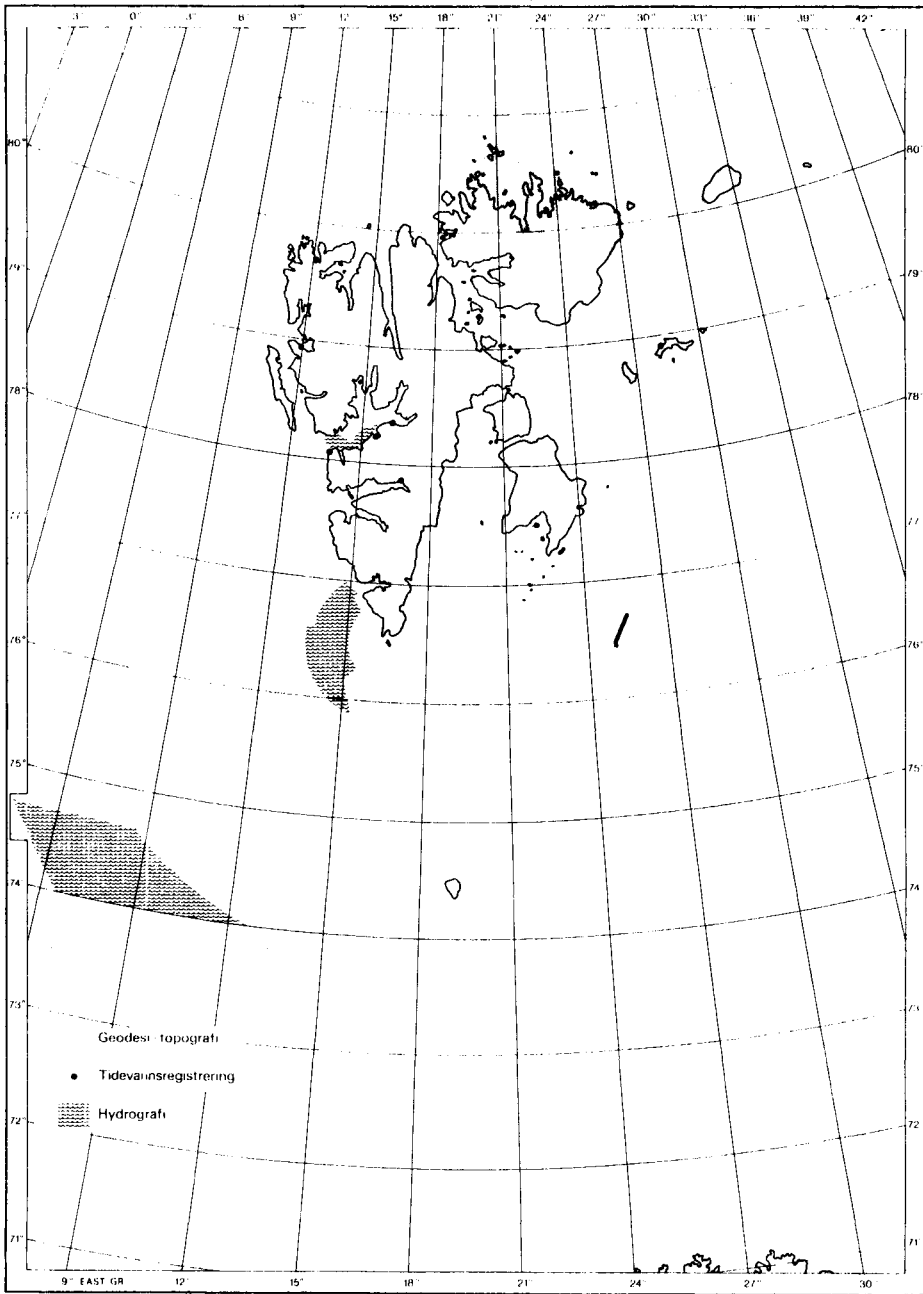 3° 0° 3° 6° 9° 12° 15° 18° 21° 24° 27° 30° 33° 36° 39° 42°
80° 80°
79° 79°
78° 78°
77° 77°
76° 76°
75° 75°
74° 74°
73° 73°
Geodesi topografi
Tidevannsregistrering
Hydrografi
72° 72°
71° 71°
9° EAST GR 12° 15° 18° 21° 24° 27° 30°